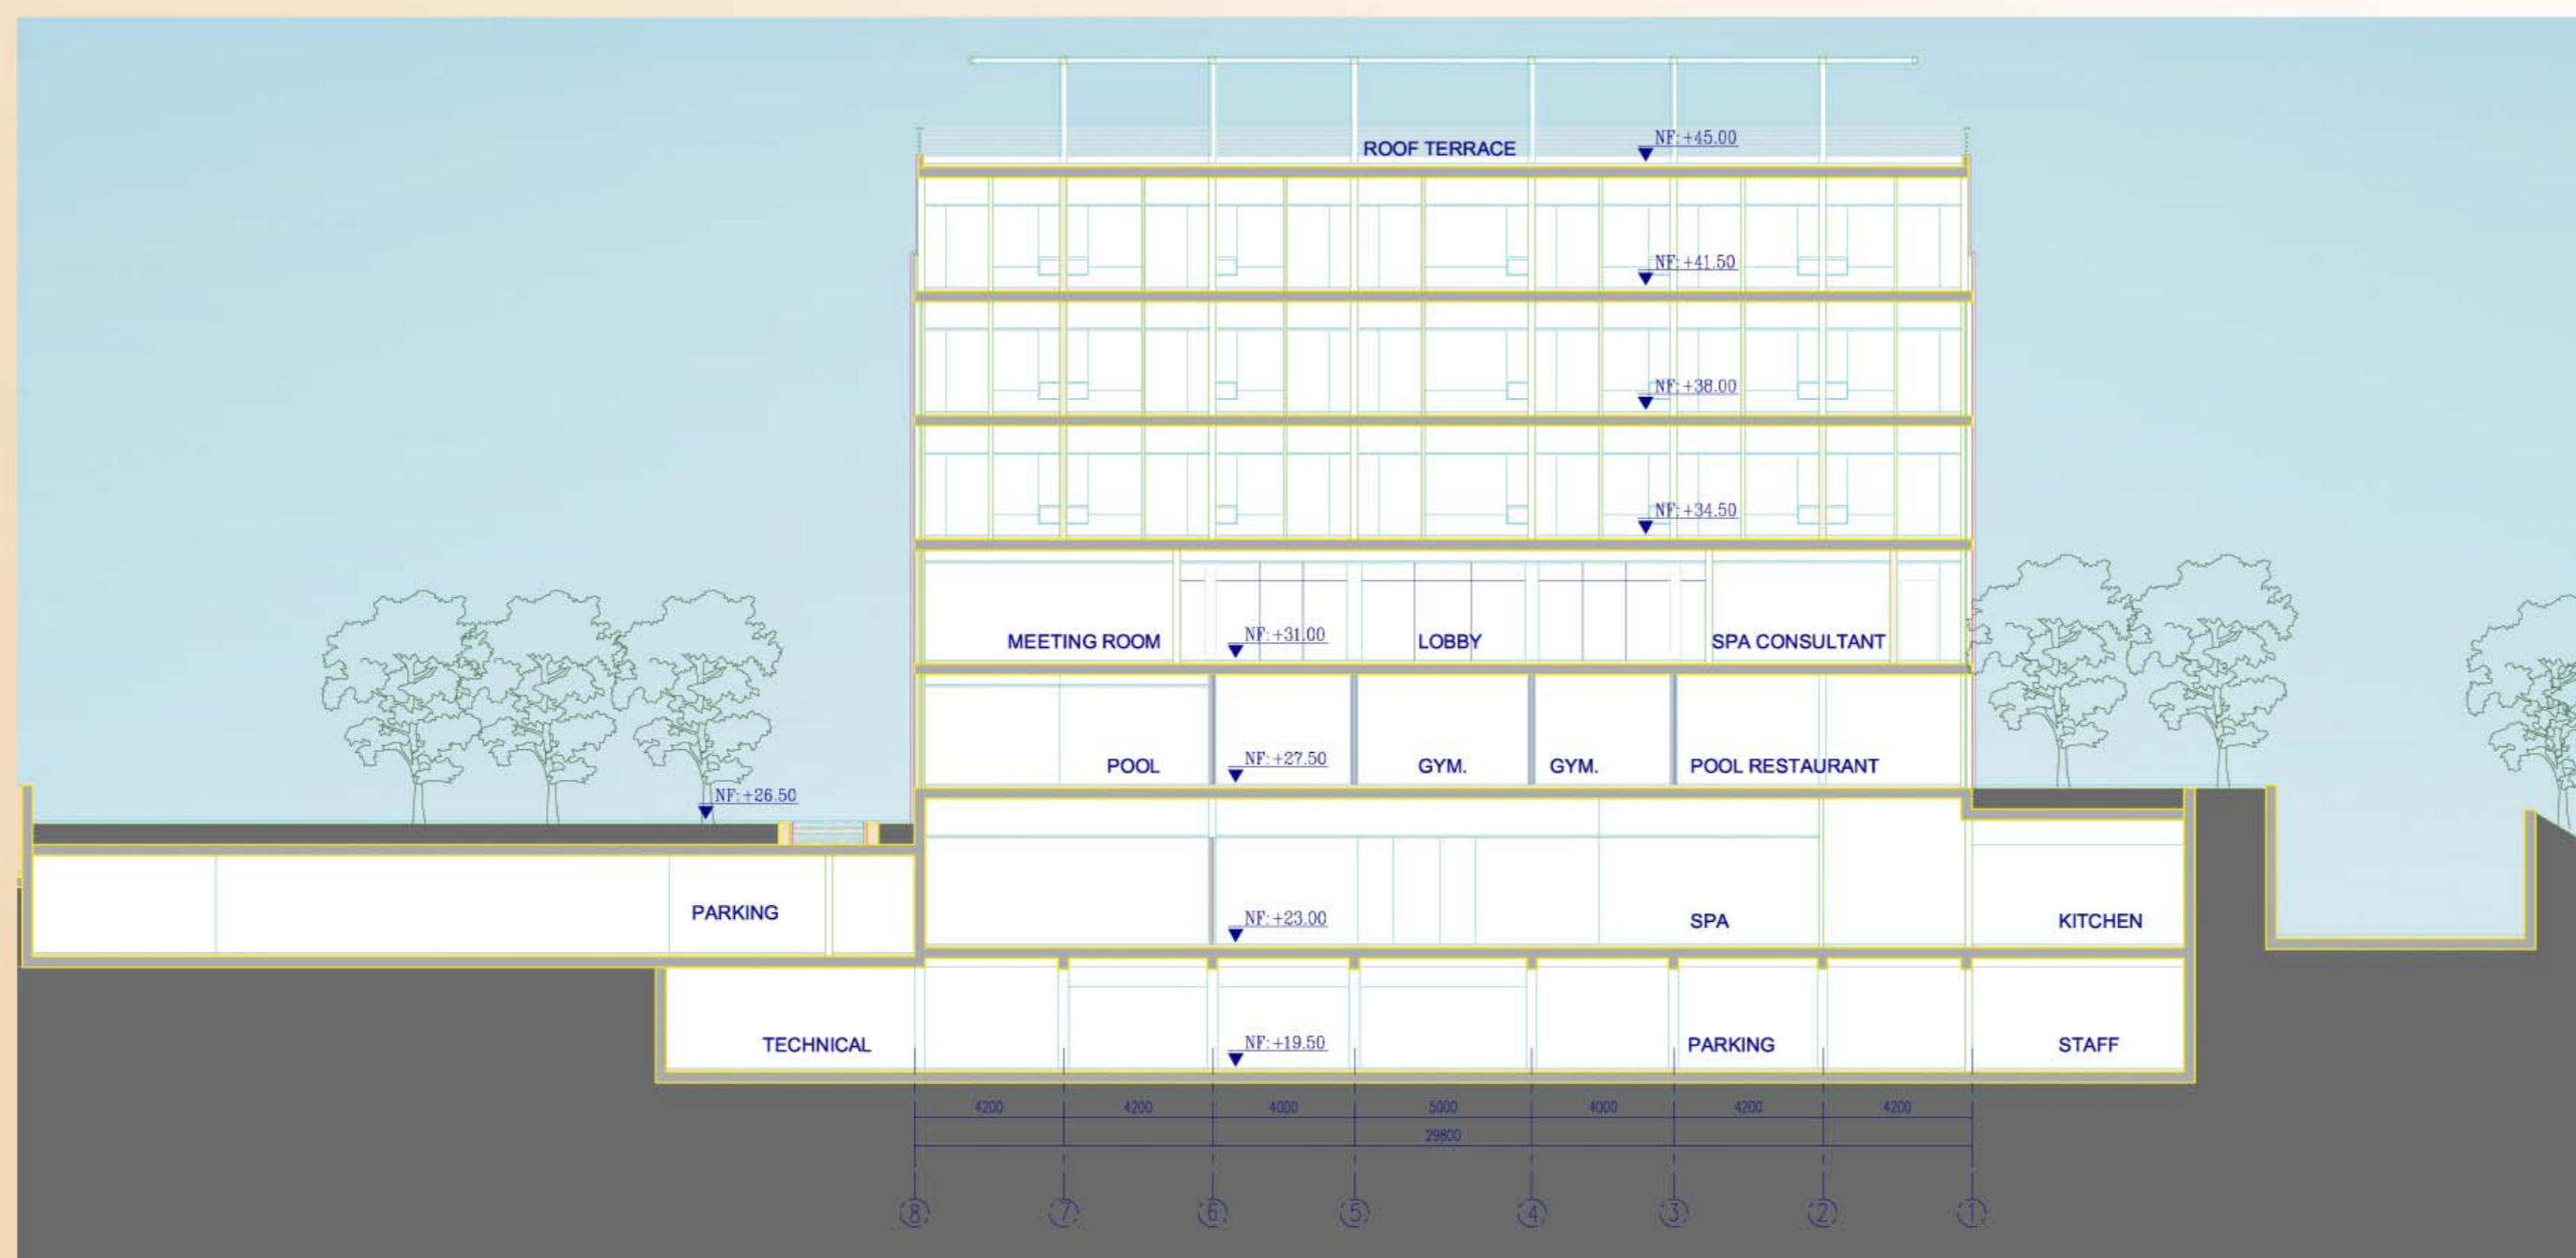 ROOF TERRACE
NF:+45.00
NF:+41.50
NF:+38.00
NF:+34.50
MEETING ROOM
NF:+31.00
LOBBY
SPA CONSULTANT
POOL
NF:+27.50
GYM.
GYM.
POOL RESTAURANT
NF:+26.50
PARKING
NF:+23.00
SPA
KITCHEN
TECHNICAL
NF:+19.50
PARKING
STAFF
4200 4200 4000 5000 4000 4200 4200
29800
8 7 6 5 4 3 2 1